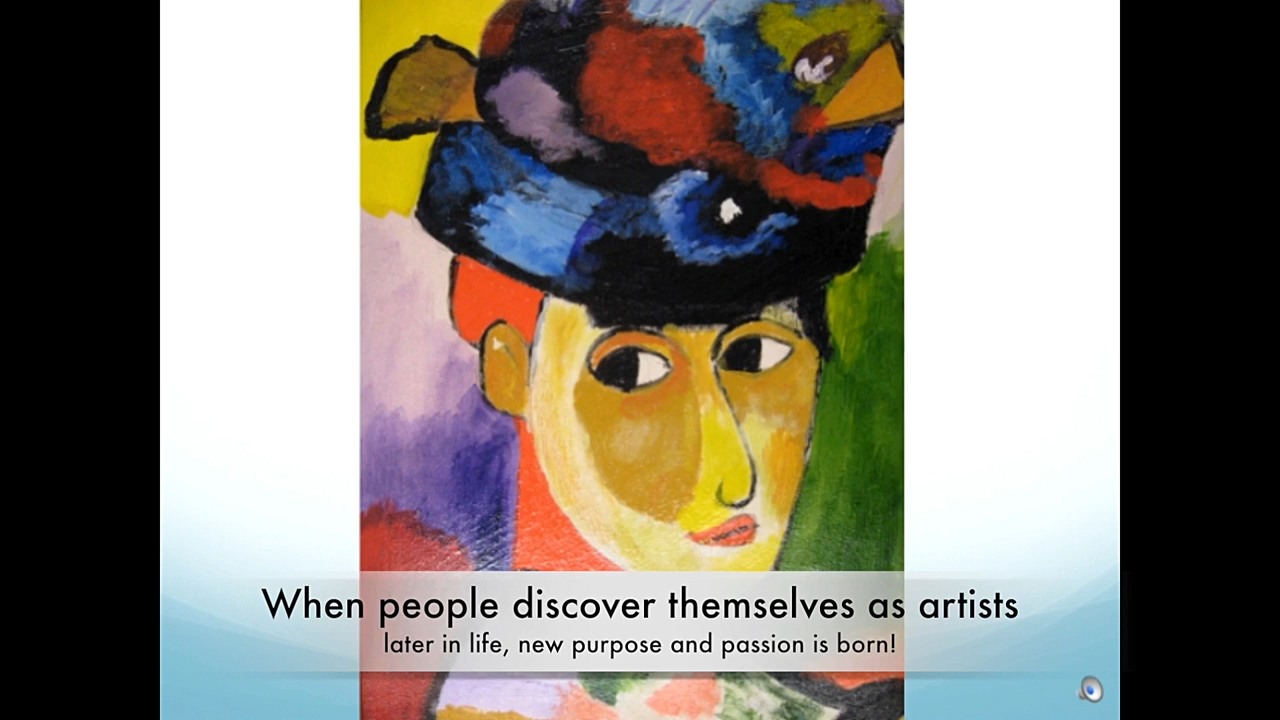 When people discover themselves as artists
later in life, new purpose and passion is born!